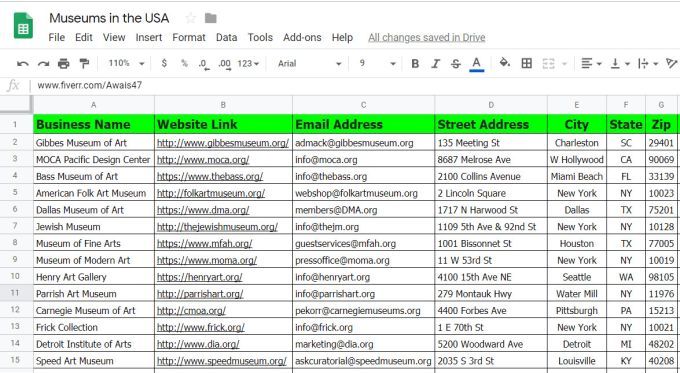 Museums in the USA
File Edit View Insert Format Data Tools Add-ons Help All changes saved in Drive
110% $ % .0 .00 123 Arial 9 B I S A
fx www.fiverr.com/Awais47
A B C D E F G
1 Business Name Website Link Email Address Street Address City State Zip
2 Gibbes Museum of Art http://www.gibbesmuseum.org/ admack@gibbesmuseum.org 135 Meeting St Charleston SC 29401
3 MOCA Pacific Design Center http://www.moca.org/ info@moca.org 8687 Melrose Ave W Hollywood CA 90069
4 Bass Museum of Art https://www.thebass.org/ info@thebass.org 2100 Collins Avenue Miami Beach FL 33139
5 American Folk Art Museum http://folkartmuseum.org/ webshop@folkartmuseum.org 2 Lincoln Square New York NY 10023
6 Dallas Museum of Art http://www.dma.org/ members@DMA.org 1717 N Harwood St Dallas TX 75201
7 Jewish Museum http://thejewishmuseum.org/ info@thejm.org 1109 5th Ave & 92nd St New York NY 10128
8 Museum of Fine Arts https://www.mfah.org/ guestservices@mfah.org 1001 Bissonnet St Houston TX 77005
9 Museum of Modern Art https://www.moma.org/ pressoffice@moma.org 11 W 53rd St New York NY 10019
10 Henry Art Gallery https://henryart.org/ info@henryart.org 4100 15th Ave NE Seattle WA 98105
11 Parrish Art Museum http://parrishart.org/ info@parrishart.org 279 Montauk Hwy Water Mill NY 11976
12 Carnegie Museum of Art http://cmoa.org/ pekorr@carnegiemuseums.org 4400 Forbes Ave Pittsburgh PA 15213
13 Frick Collection http://www.frick.org/ info@frick.org 1 E 70th St New York NY 10021
14 Detroit Institute of Arts http://www.dia.org/ marketing@dia.org 5200 Woodward Ave Detroit MI 48202
15 Speed Art Museum http://www.speedmuseum.org/ askcuratorial@speedmuseum.org 2035 S 3rd St Louisville KY 40208